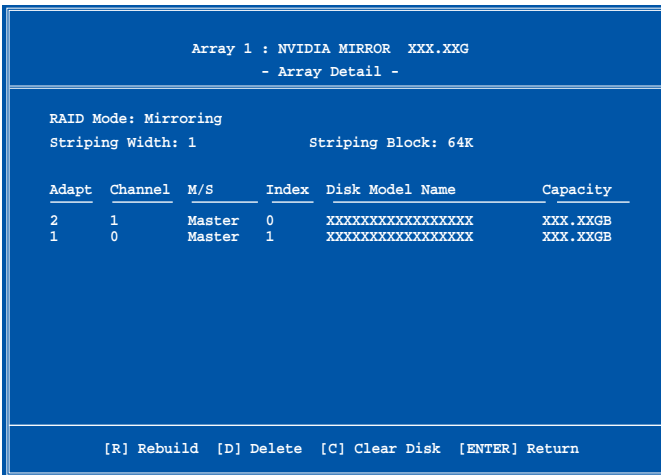 Array 1 : NVIDIA MIRROR  XXX.XXG
- Array Detail -
RAID Mode: Mirroring
Striping Width: 1  Striping Block: 64K
Adapt  Channel  M/S  Index  Disk Model Name  Capacity
2  1  Master  0  XXXXXXXXXXXXXXXXX  XXX.XXGB
1  0  Master  1  XXXXXXXXXXXXXXXXX  XXX.XXGB
[R] Rebuild  [D] Delete  [C] Clear Disk  [ENTER] Return